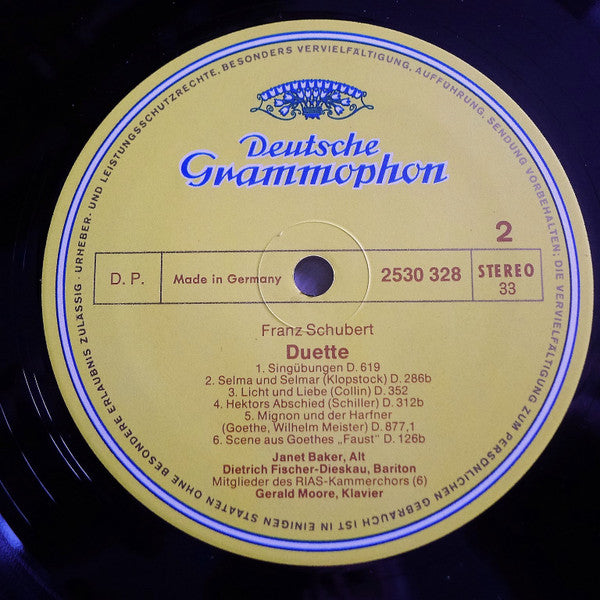 URHEBER- UND LEISTUNGSSCHUTZRECHTE, BESONDERS VERVIELFÄLTIGUNG, AUFFÜHRUNG, SENDUNG VORBEHALTEN; DIE VERVIELFÄLTIGUNG ZUM PERSÖNLICHEN GEBRAUCH IST IN EINIGEN STAATEN OHNE BESONDERE ERLAUBNIS ZULÄSSIG ·
Deutsche
Grammophon
2
D. P. Made in Germany 2530 328 STEREO
33
Franz Schubert
Duette
1. Singübungen D. 619
2. Selma und Selmar (Klopstock) D. 286b
3. Licht und Liebe (Collin) D. 352
4. Hektors Abschied (Schiller) D. 312b
5. Mignon und der Harfner
(Goethe, Wilhelm Meister) D. 877,1
6. Scene aus Goethes „Faust“ D. 126b
Janet Baker, Alt
Dietrich Fischer-Dieskau, Bariton
Mitglieder des RIAS-Kammerchors (6)
Gerald Moore, Klavier